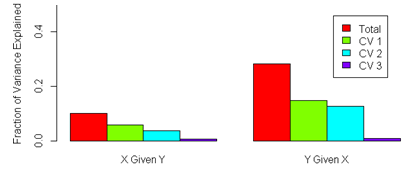 Fraction of Variance Explained
0.4
0.2
0.0
Total
CV 1
CV 2
CV 3
X Given Y
Y Given X